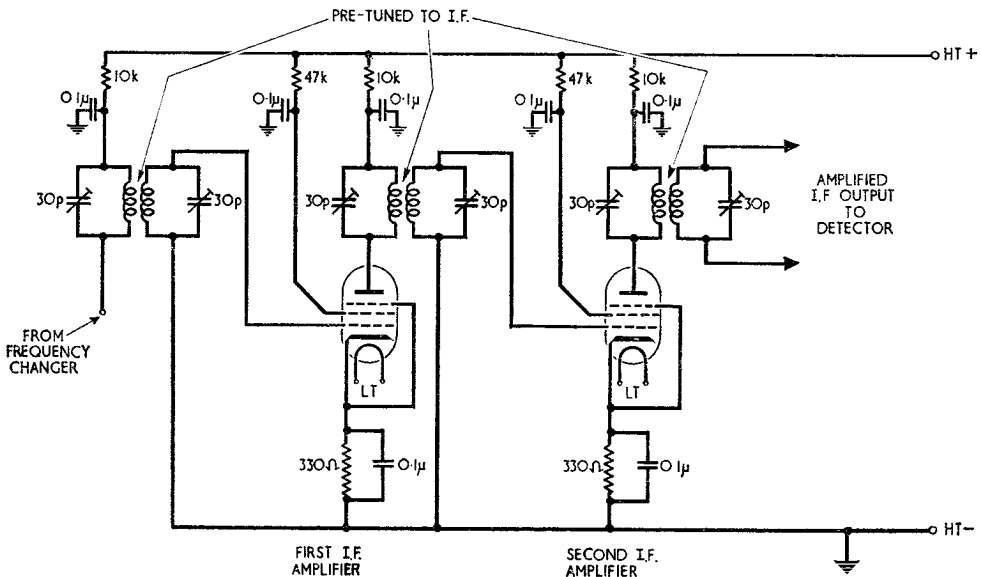 PRE-TUNED TO I.F.
HT+
10k
47k
10k
47k
10k
0·1µ
0·1µ
0·1µ
0·1µ
0·1µ
30p
30p
30p
30p
30p
30p
AMPLIFIED
I.F OUTPUT
TO
DETECTOR
FROM
FREQUENCY
CHANGER
LT
LT
330Ω
0·1µ
330Ω
0·1µ
HT-
FIRST I.F.
AMPLIFIER
SECOND I.F.
AMPLIFIER